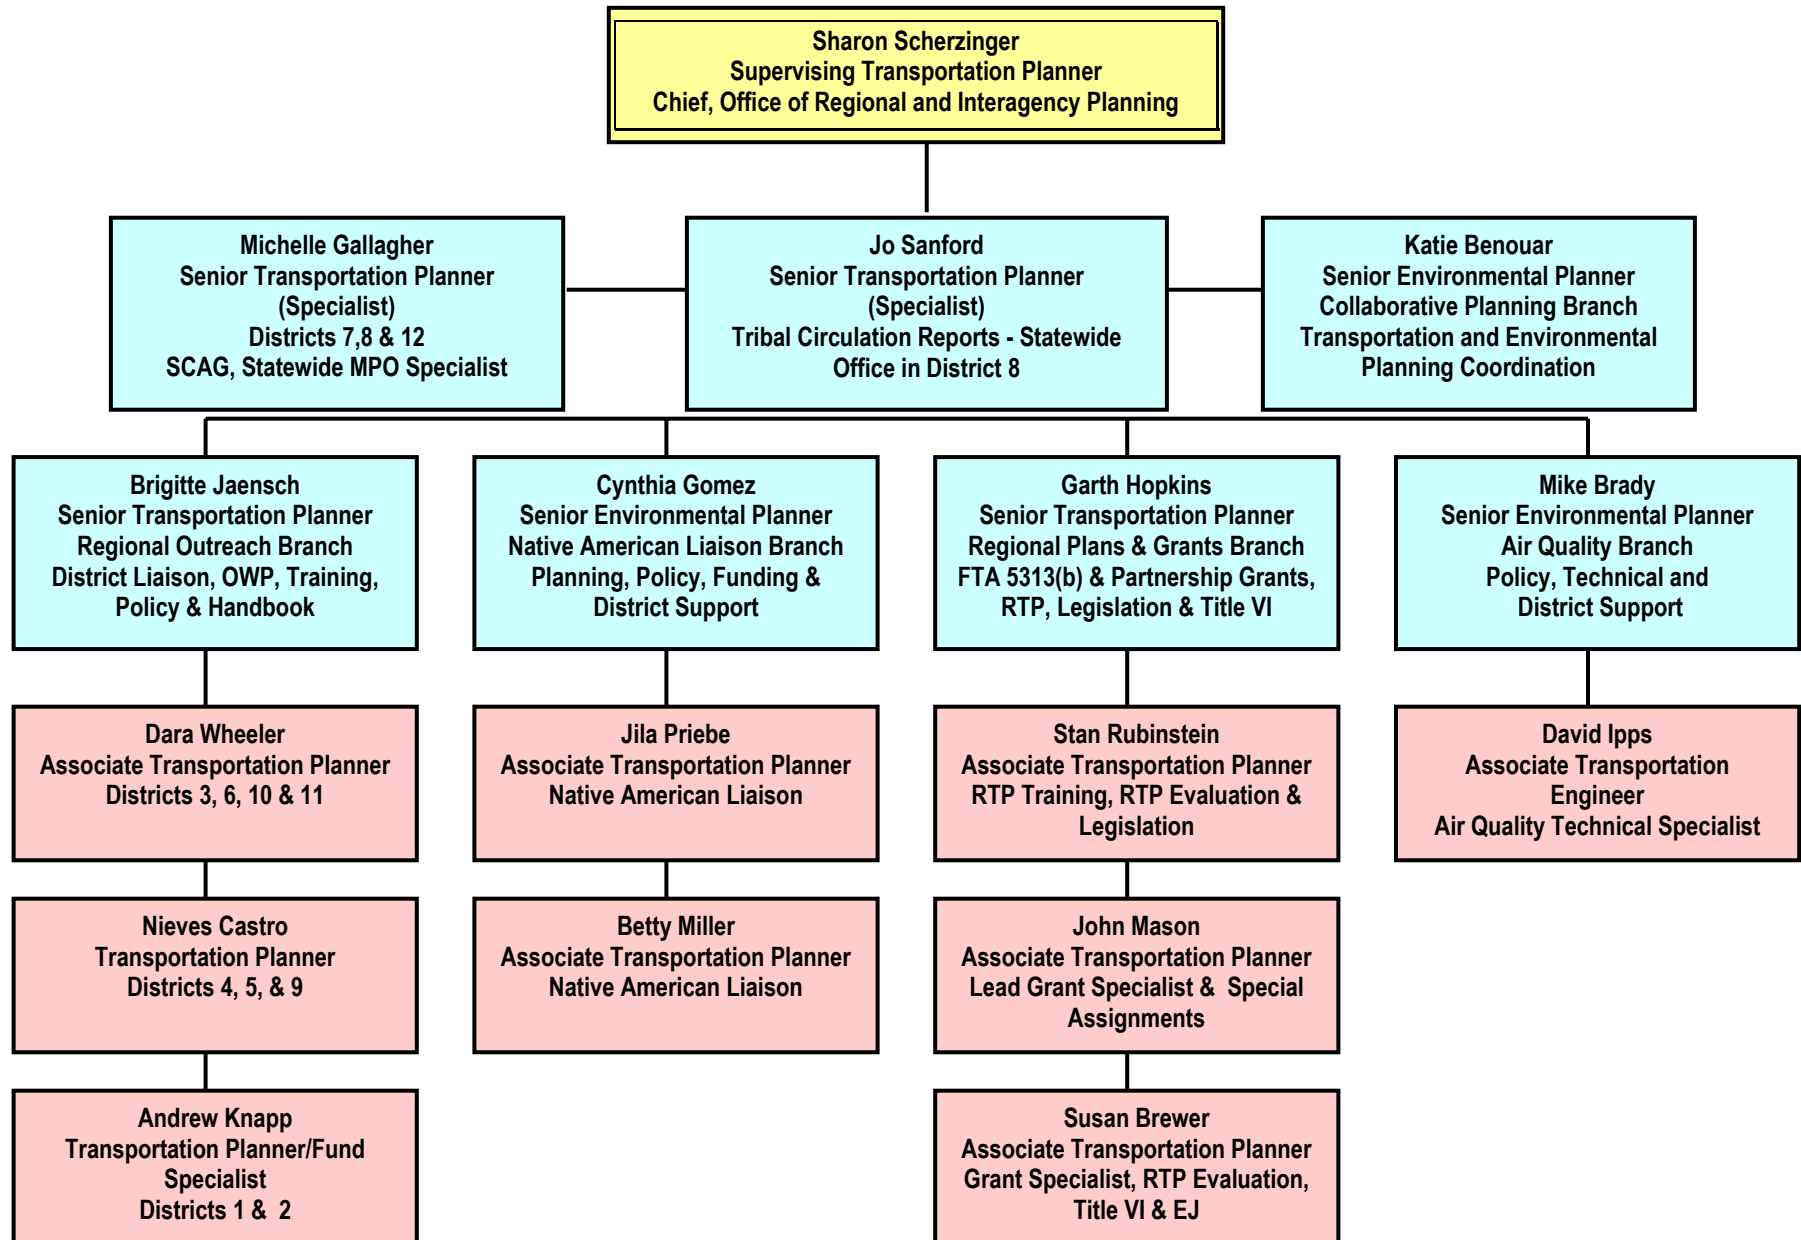 Sharon Scherzinger
Supervising Transportation Planner
Chief, Office of Regional and Interagency Planning
Michelle Gallagher
Senior Transportation Planner
(Specialist)
Districts 7,8 & 12
SCAG, Statewide MPO Specialist
Jo Sanford
Senior Transportation Planner
(Specialist)
Tribal Circulation Reports - Statewide
Office in District 8
Katie Benouar
Senior Environmental Planner
Collaborative Planning Branch
Transportation and Environmental
Planning Coordination
Brigitte Jaensch
Senior Transportation Planner
Regional Outreach Branch
District Liaison, OWP, Training,
Policy & Handbook
Cynthia Gomez
Senior Environmental Planner
Native American Liaison Branch
Planning, Policy, Funding &
District Support
Garth Hopkins
Senior Transportation Planner
Regional Plans & Grants Branch
FTA 5313(b) & Partnership Grants,
RTP, Legislation & Title VI
Mike Brady
Senior Environmental Planner
Air Quality Branch
Policy, Technical and
District Support
Dara Wheeler
Associate Transportation Planner
Districts 3, 6, 10 & 11
Jila Priebe
Associate Transportation Planner
Native American Liaison
Stan Rubinstein
Associate Transportation Planner
RTP Training, RTP Evaluation &
Legislation
David Ipps
Associate Transportation
Engineer
Air Quality Technical Specialist
Nieves Castro
Transportation Planner
Districts 4, 5, & 9
Betty Miller
Associate Transportation Planner
Native American Liaison
John Mason
Associate Transportation Planner
Lead Grant Specialist & Special
Assignments
Andrew Knapp
Transportation Planner/Fund
Specialist
Districts 1 & 2
Susan Brewer
Associate Transportation Planner
Grant Specialist, RTP Evaluation,
Title VI & EJ